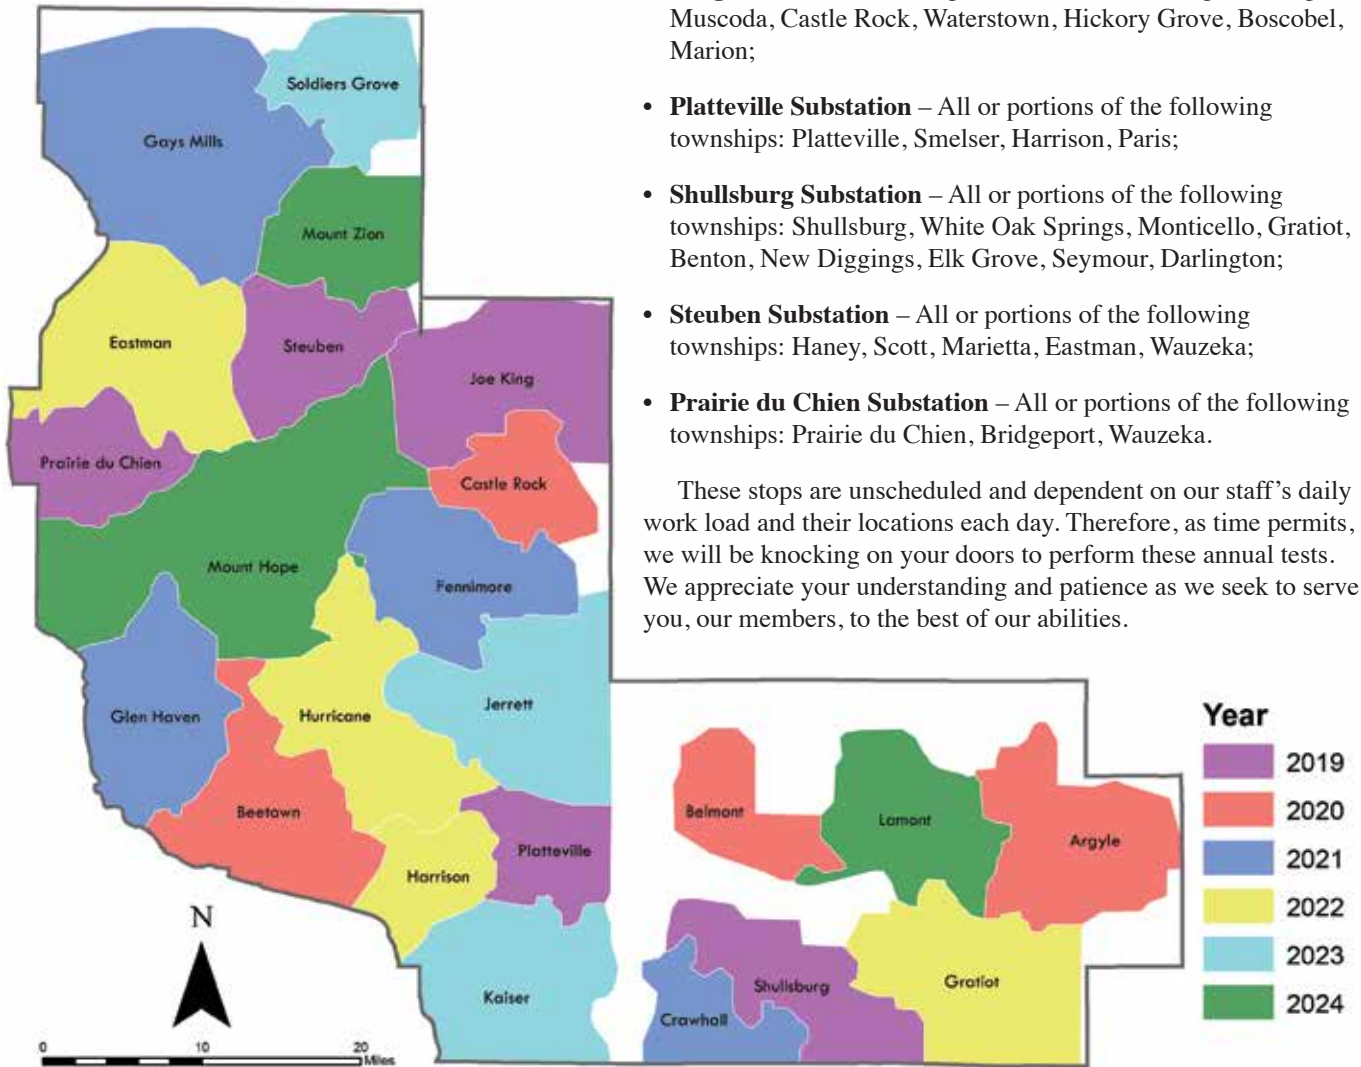 Muscoda, Castle Rock, Waterstown, Hickory Grove, Boscobel,
Marion;
• Platteville Substation – All or portions of the following
townships: Platteville, Smelser, Harrison, Paris;
• Shullsburg Substation – All or portions of the following
townships: Shullsburg, White Oak Springs, Monticello, Gratiot,
Benton, New Diggings, Elk Grove, Seymour, Darlington;
• Steuben Substation – All or portions of the following
townships: Haney, Scott, Marietta, Eastman, Wauzeka;
• Prairie du Chien Substation – All or portions of the following
townships: Prairie du Chien, Bridgeport, Wauzeka.
These stops are unscheduled and dependent on our staff’s daily
work load and their locations each day. Therefore, as time permits,
we will be knocking on your doors to perform these annual tests.
We appreciate your understanding and patience as we seek to serve
you, our members, to the best of our abilities.
Soldiers Grove
Gays Mills
Mount Zion
Eastman
Steuben
Joe King
Prairie du Chien
Castle Rock
Mount Hope
Fennimore
Glen Haven
Hurricane
Jerrett
Beetown
Platteville
Harrison
Kaiser
Belmont
Lamont
Argyle
Shullsburg
Gratiot
Crawhall
N
0 10 20
Miles
Year
2019
2020
2021
2022
2023
2024